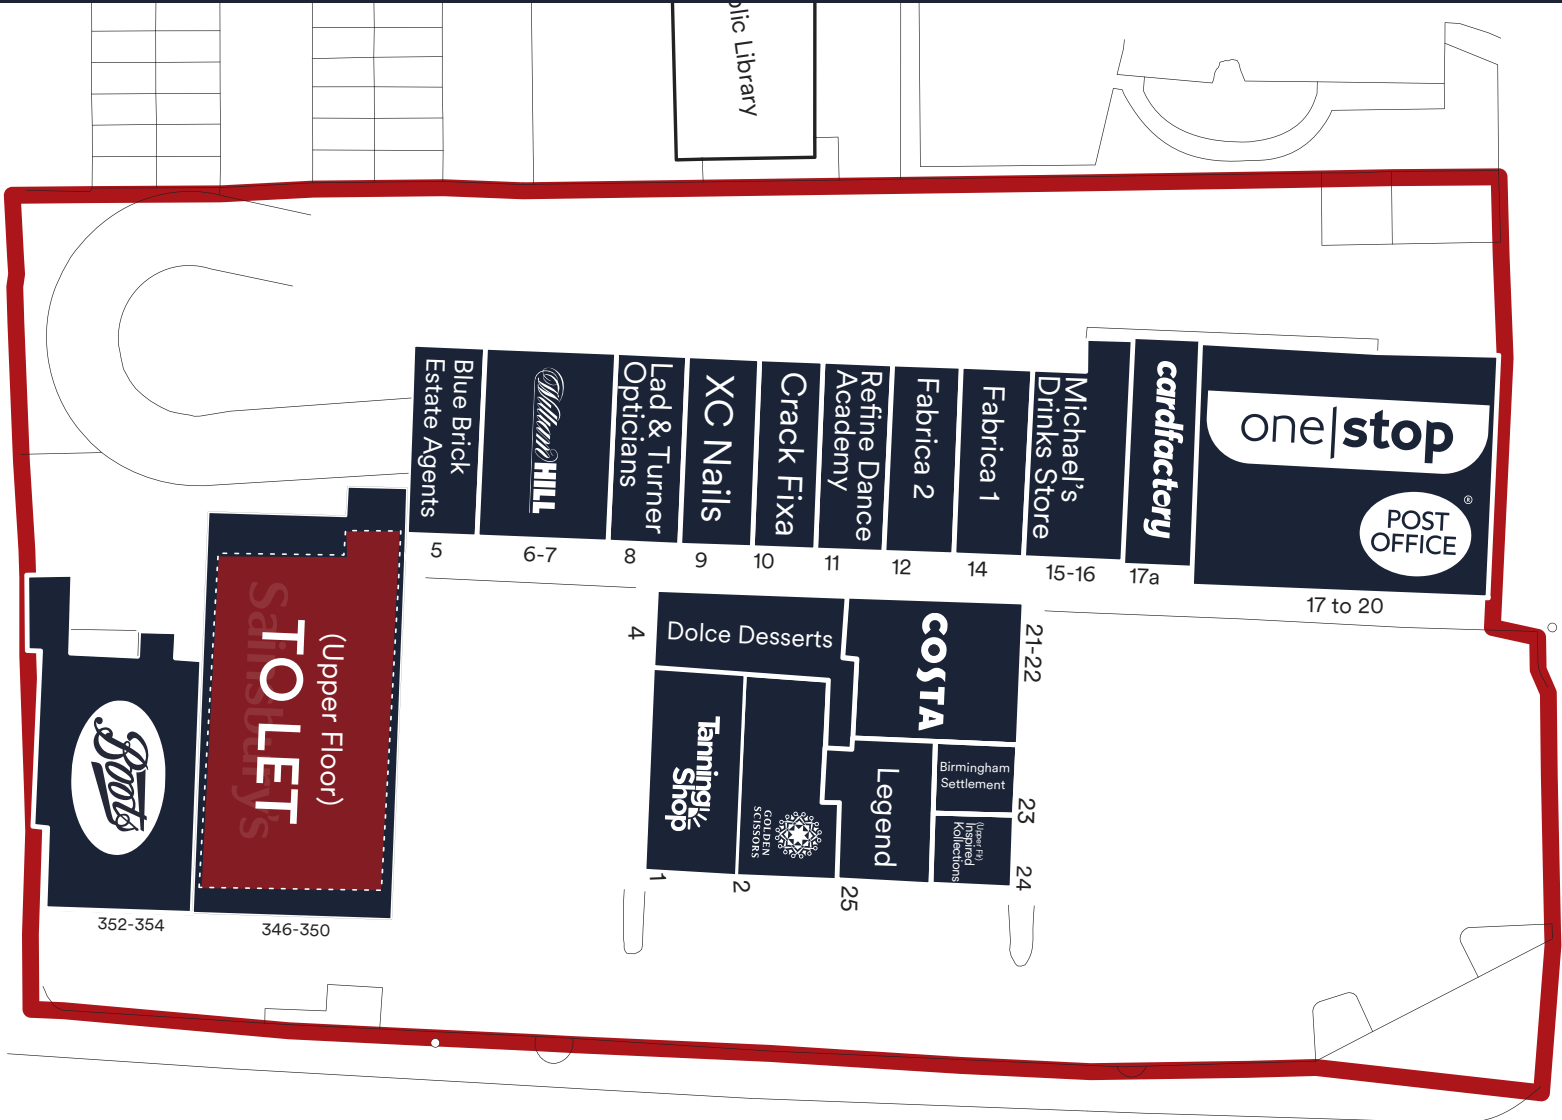 blic Library
Blue Brick
Estate Agents
William
HILL
Lad & Turner
Opticians
XC Nails
Crack Fixa
Refine Dance
Academy
Fabrica 2
Fabrica 1
Michael's
Drinks Store
cardfactory
one|stop
POST
OFFICE
®
5
6-7
8
9
10
11
12
14
15-16
17a
17 to 20
Sainsbury's
TO LET
(Upper Floor)
Boots
352-354
346-350
4
Dolce Desserts
COSTA
21-22
Tanning
Shop
GOLDEN
SCISSORS
Legend
Birmingham
Settlement
23
(Upper Flr)
Inspired
Kollections
24
1
2
25